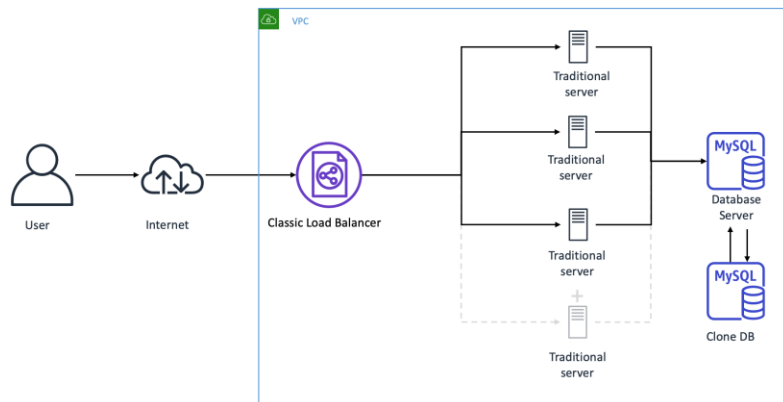 VPC
Traditional
server
Traditional
server
MySQL
User
Internet
Classic Load Balancer
Database
Server
Traditional
server
MySQL
+
Traditional
server
Clone DB